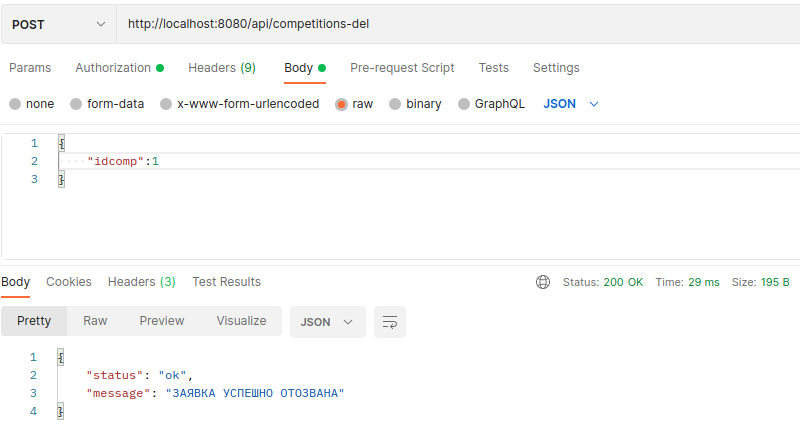 POST http://localhost:8080/api/competitions-del
Params Authorization Headers (9) Body Pre-request Script Tests Settings
none form-data x-www-form-urlencoded raw binary GraphQL JSON
1 {
2 "idcomp":1
3 }
Body Cookies Headers (3) Test Results Status: 200 OK Time: 29 ms Size: 195 B
Pretty Raw Preview Visualize JSON
1 {
2 "status": "ok",
3 "message": "ЗАЯВКА УСПЕШНО ОТОЗВАНА"
4 }